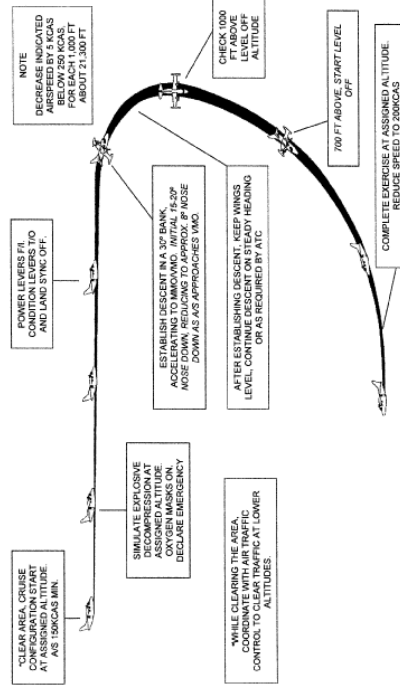 "CLEAR AREA, CRUISE
CONFIGURATION START
AT ASSIGNED ALTITUDE.
A/S 150KCAS MIN.
SIMULATE EXPLOSIVE
DECOMPRESSION AT
ASSIGNED ALTITUDE.
OXYGEN MASKS ON.
DECLARE EMERGENCY
POWER LEVERS F/I.
CONDITION LEVERS T/O
AND LAND SYNC OFF.
NOTE
DECREASE INDICATED
AIRSPEED BY 5 KCAS
BELOW 250 KCAS.
FOR EACH 1,000 FT
ABOUT 21,300 FT
ESTABLISH DESCENT IN A 30º BANK,
ACCELERATING TO MMO/VMO. INITIAL 15-20º
NOSE DOWN, REDUCING TO APPROX. 8º NOSE
DOWN AS A/S APPROACHES VMO.
CHECK 1000
FT ABOVE
LEVEL OFF
ALTITUDE
AFTER ESTABLISHING DESCENT, KEEP WINGS
LEVEL, CONTINUE DESCENT ON STEADY HEADING
OR AS REQUIRED BY ATC
700 FT ABOVE, START LEVEL
OFF
COMPLETE EXERCISE AT ASSIGNED ALTITUDE.
REDUCE SPEED TO 200KCAS
"WHILE CLEARING THE AREA,
COORDINATE WITH AIR TRAFFIC
CONTROL TO CLEAR TRAFFIC AT LOWER
ALTITUDES.